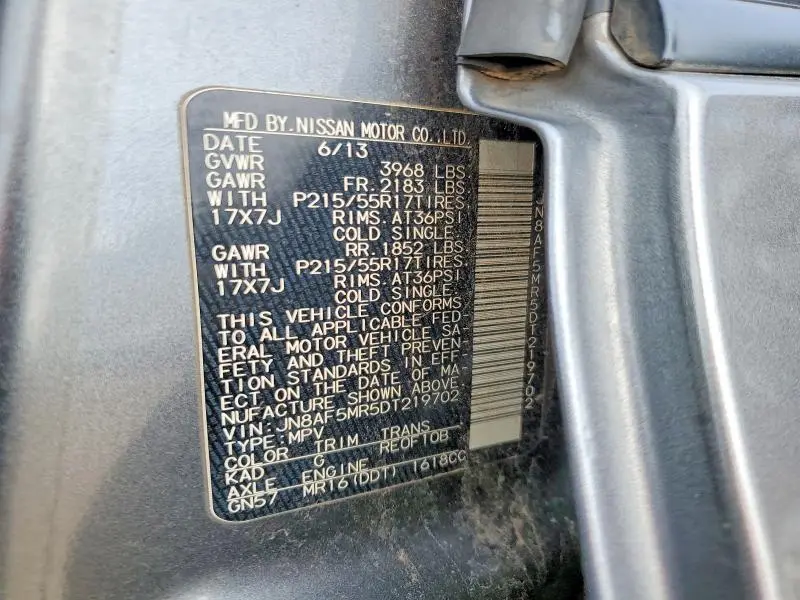 MFD BY.NISSAN MOTOR CO.,LTD.
DATE 6/13
GVWR 3968 LBS
GAWR FR.2183 LBS.
WITH P215/55R17TIRES.
17X7J RIMS.AT36PSI
COLD SINGLE.
GAWR RR.1852 LBS.
WITH P215/55R17TIRES.
17X7J RIMS.AT36PSI
COLD SINGLE.
THIS VEHICLE CONFORMS
TO ALL APPLICABLE FED-
ERAL MOTOR VEHICLE SA-
FETY AND THEFT PREVEN-
TION STANDARDS IN EFF-
ECT ON THE DATE OF MA-
NUFACTURE SHOWN ABOVE.
VIN:JN8AF5MR5DT219702
TYPE:MPV
COLOR TRIM TRANS
KAD G RE0F10B
AXLE ENGINE
GN57 MR16(DDT) 1618CC
JN8AF5MR5DT219702